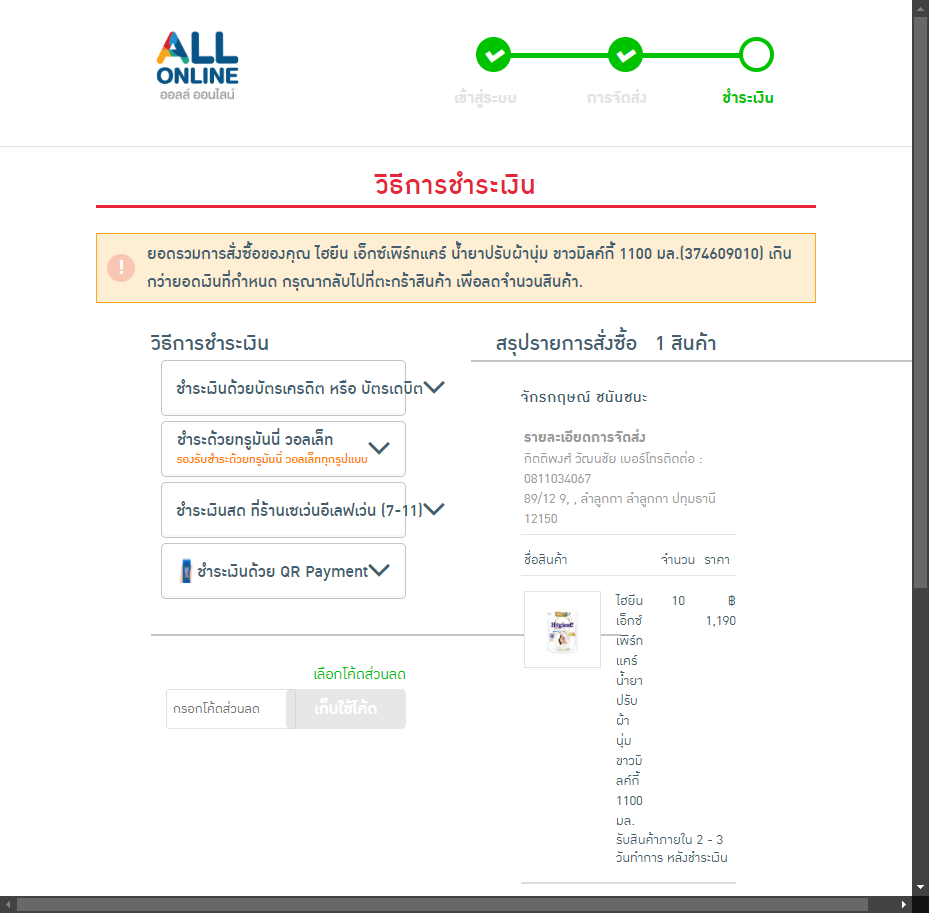 ALL
ONLINE
ออลล์ ออนไลน์
เข้าสู่ระบบ
การจัดส่ง
ชำระเงิน
วิธีการชำระเงิน
ยอดรวมการสั่งซื้อของคุณ ไฮยีน เอ็กซ์เพิร์ทแคร์ น้ำยาปรับผ้านุ่ม ขาวมิลค์กี้ 1100 มล.(374609010) เกิน
กว่ายอดเงินที่กำหนด กรุณากลับไปที่ตะกร้าสินค้า เพื่อลดจำนวนสินค้า.
วิธีการชำระเงิน
ชำระเงินด้วยบัตรเครดิต หรือ บัตรเดบิต
ชำระด้วยทรูมันนี่ วอลเล็ท
รองรับชำระด้วยทรูมันนี่ วอลเล็ททุกรูปแบบ
ชำระเงินสด ที่ร้านเซเว่นอีเลฟเว่น (7-11)
ชำระเงินด้วย QR Payment
เลือกโค้ดส่วนลด
กรอกโค้ดส่วนลด
เก็บใช้โค้ด
สรุปรายการสั่งซื้อ 1 สินค้า
จักรกฤษณ์ ชนันชนะ
รายละเอียดการจัดส่ง
กิตติพงศ์ วัฒนชัย เบอร์โทรติดต่อ :
0811034067
89/12 9, , ลำลูกกา ลำลูกกา ปทุมธานี
12150
ชื่อสินค้า จำนวน ราคา
ไฮยีน 10 ฿
เอ็กซ์ 1,190
เพิร์ท
แคร์
น้ำยา
ปรับ
ผ้า
นุ่ม
ขาวมิ
ลค์กี้
1100
มล.
รับสินค้าภายใน 2 - 3
วันทำการ หลังชำระเงิน